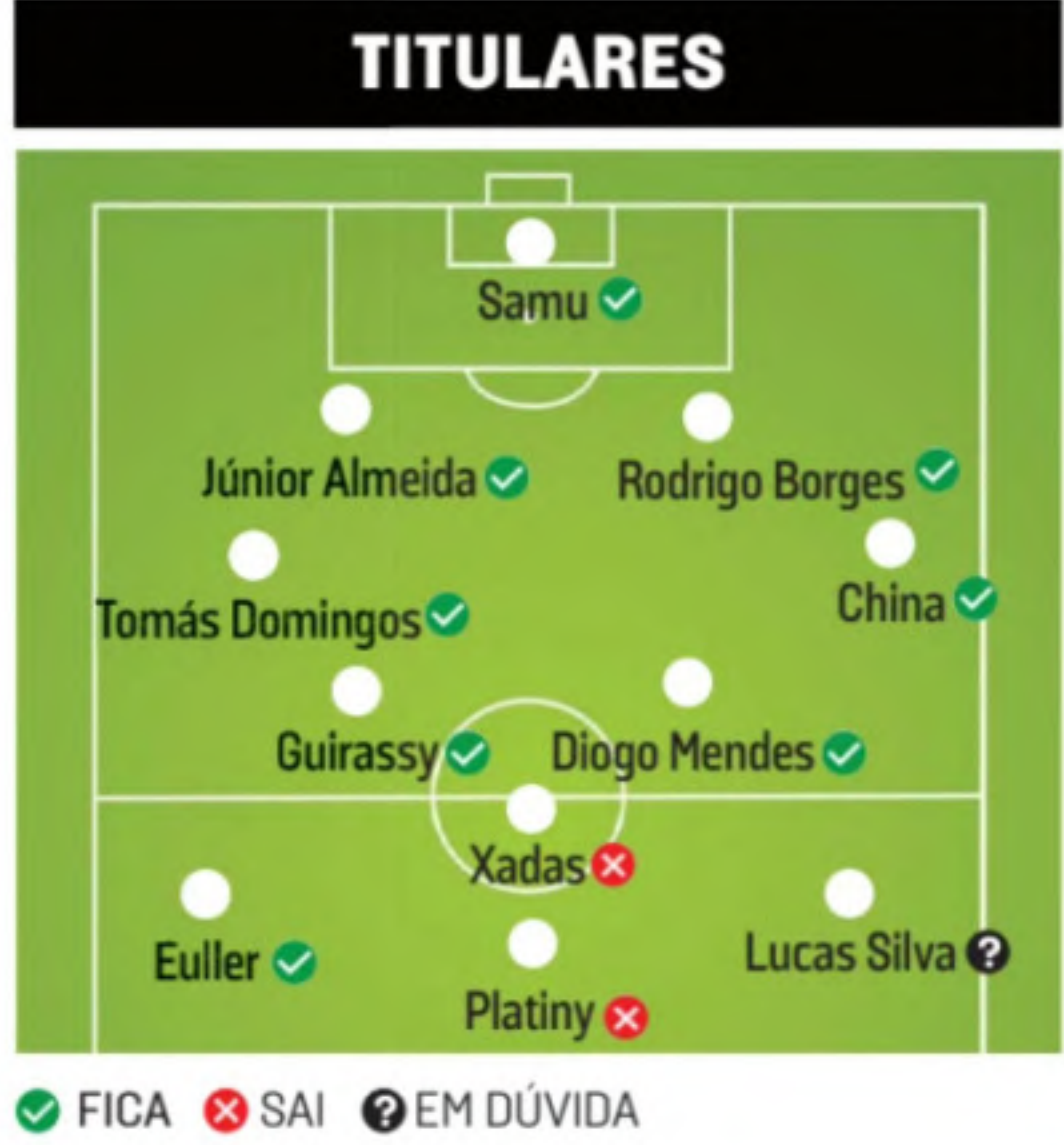 TITULARES
Samu
Júnior Almeida
Rodrigo Borges
Tomás Domingos
China
Guirassy
Diogo Mendes
Xadas
Euller
Lucas Silva
Platiny
FICA SAI EM DÚVIDA